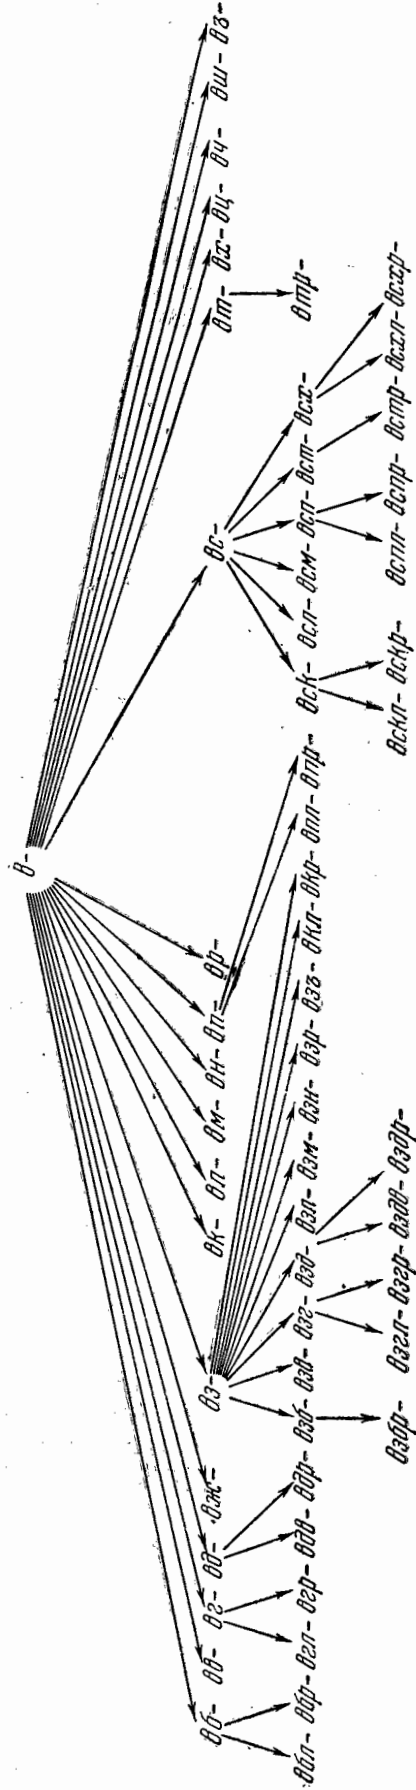 в-
вб- вв- вг- вд- вж- вз- вк- вл- вм- вн- вп- вр- вс- вт- вх- вц- вч- вш- въ-
вбл- вбр- вгл- вгр- вдв- вдр- взб- взв- взг- взд- взл- взм- взн- взр- взъ- вкл- вкр- впл- впр- вск- всл- всм- всп- вст- всх- втр-
взбр- взгл- взгр- вздв- вздр- вскл- вскр- вспл- вспр- встр- всхл- всхр-